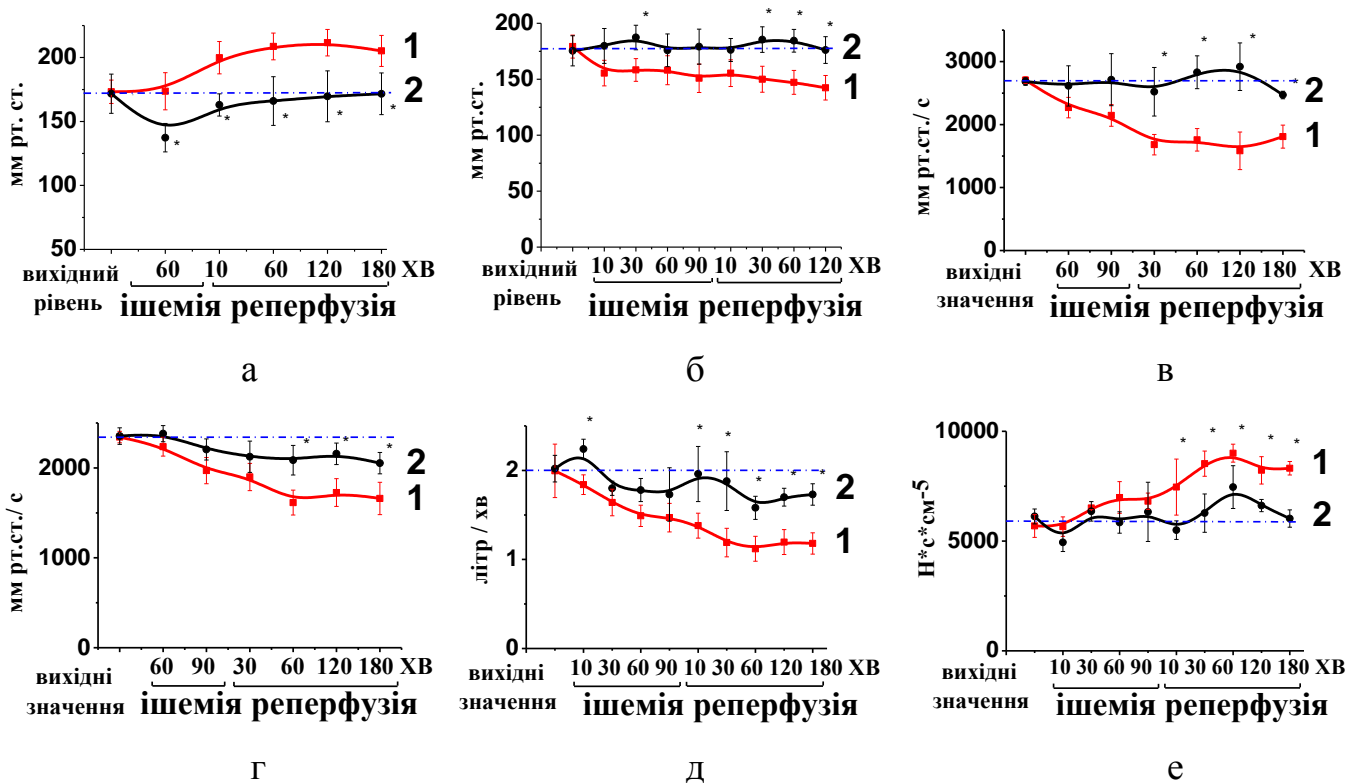 мм рт. ст.
200
150
100
50
1
2
*
*
*
*
*
60
10
60
120
180
ХВ
вихідний
рівень
ішемія реперфузія
а
мм рт.ст.
200
150
100
50
0
*
*
*
*
2
1
10
30
60
90
10
30
60
120
ХВ
вихідний
рівень
ішемія реперфузія
б
мм рт.ст./ с
3000
2000
1000
0
*
*
*
*
2
1
60
90
30
60
120
180
ХВ
вихідні
значення
ішемія реперфузія
в
мм рт.ст./ с
2000
1000
0
*
*
*
2
1
60
90
30
60
120
180
ХВ
вихідні
значення
ішемія реперфузія
г
літр / хв
2
1
0
*
*
*
*
*
*
2
1
10
30
60
90
10
30
60
120
180
ХВ
вихідні
значення
ішемія реперфузія
д
Н*с*см-5
10000
5000
0
*
*
*
*
*
1
2
10
30
60
90
10
30
60
120
180
ХВ
вихідні
значення
ішемія реперфузія
е